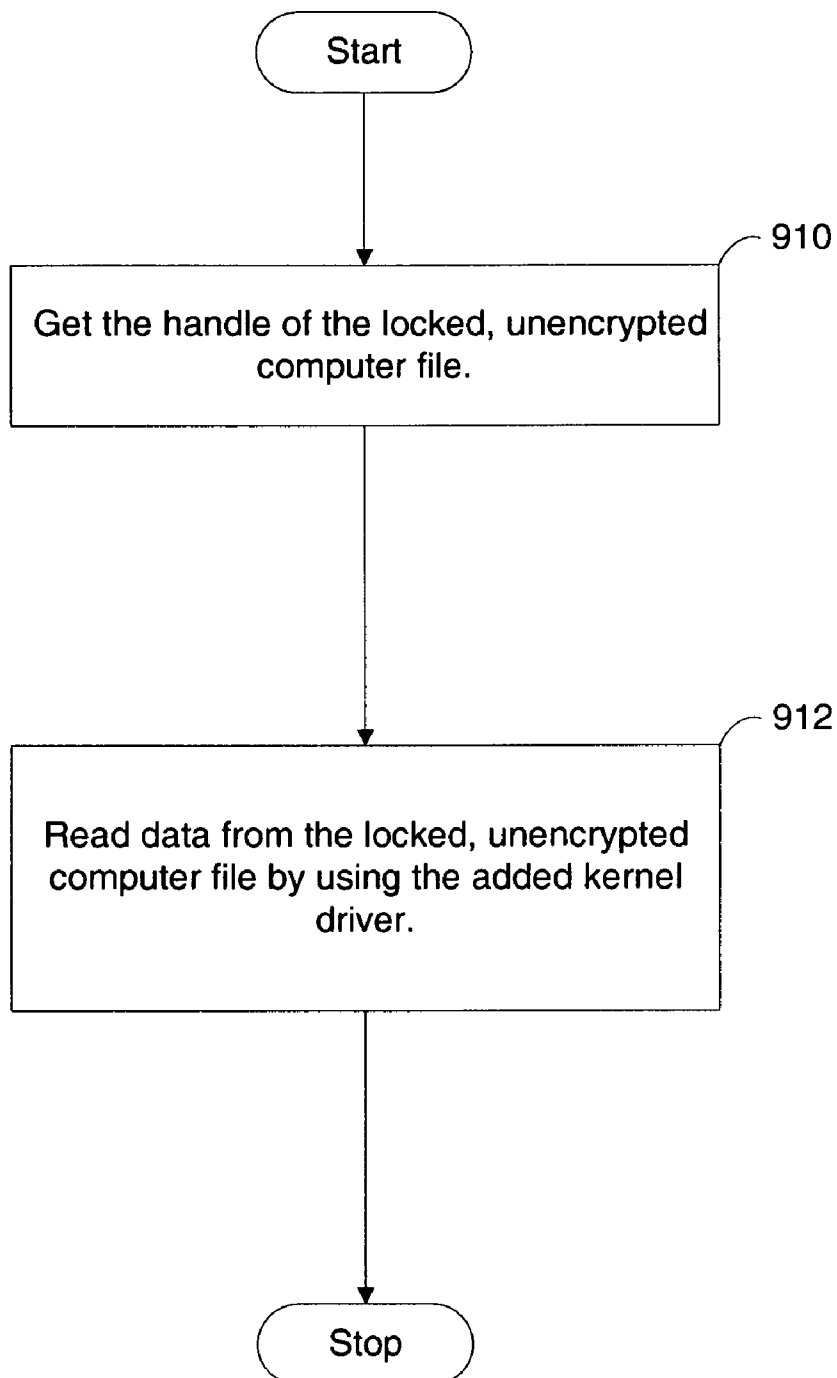 Start
910
Get the handle of the locked, unencrypted
computer file.
912
Read data from the locked, unencrypted
computer file by using the added kernel
driver.
Stop